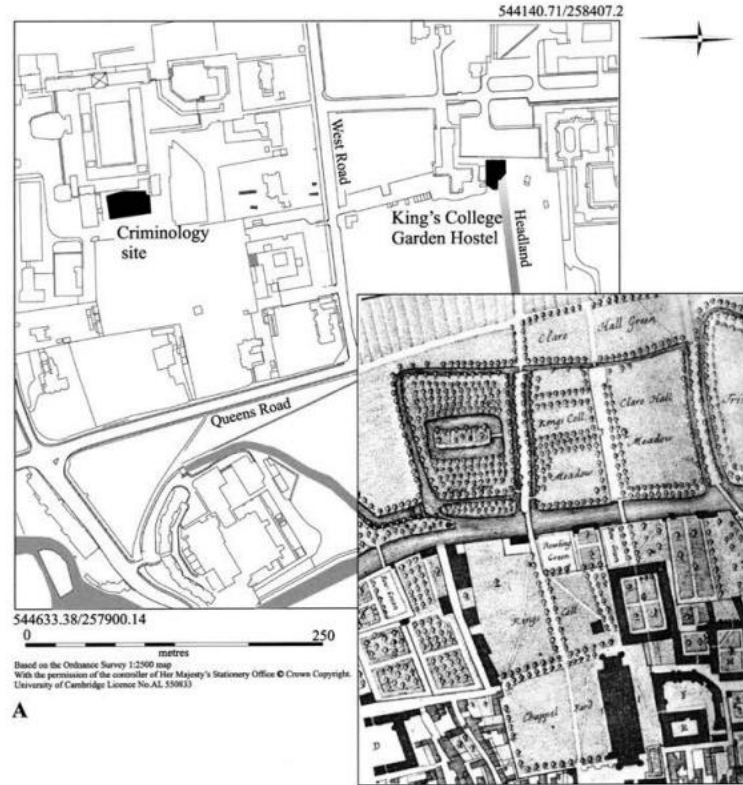 544140.71/258407.2
West Road
Criminology
site
King's College
Garden Hostel
Headland
Queens Road
Clare
Hall Green
Kings Coll.
Clare Hall
Meadow
Meadow
Bowling
Green
Kings
Coll
Chappel
Yard
D
544633.38/257900.14
0
250
metres
Based on the Ordnance Survey 1:2500 map
With the permission of the controller of Her Majesty's Stationery Office © Crown Copyright.
University of Cambridge Licence No.AL 550833
A